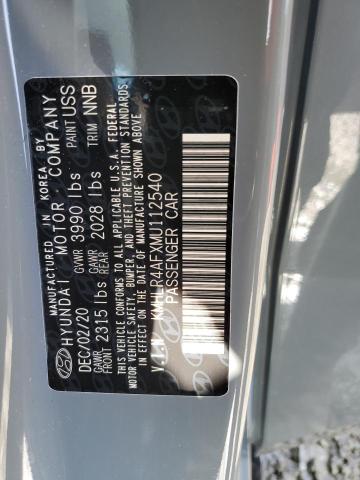 MANUFACTURED IN KOREA BY
HYUNDAI MOTOR COMPANY
DEC/02/20 GVWR 3990 lbs PAINT USS
GAWR FRONT 2315 lbs GAWR REAR 2028 lbs TRIM NNB
THIS VEHICLE CONFORMS TO ALL APPLICABLE U.S.A. FEDERAL
MOTOR VEHICLE SAFETY, BUMPER, AND THEFT PREVENTION STANDARDS
IN EFFECT ON THE DATE OF MANUFACTURE SHOWN ABOVE
V.I.N KMHLR4AFXMU112540
PASSENGER CAR